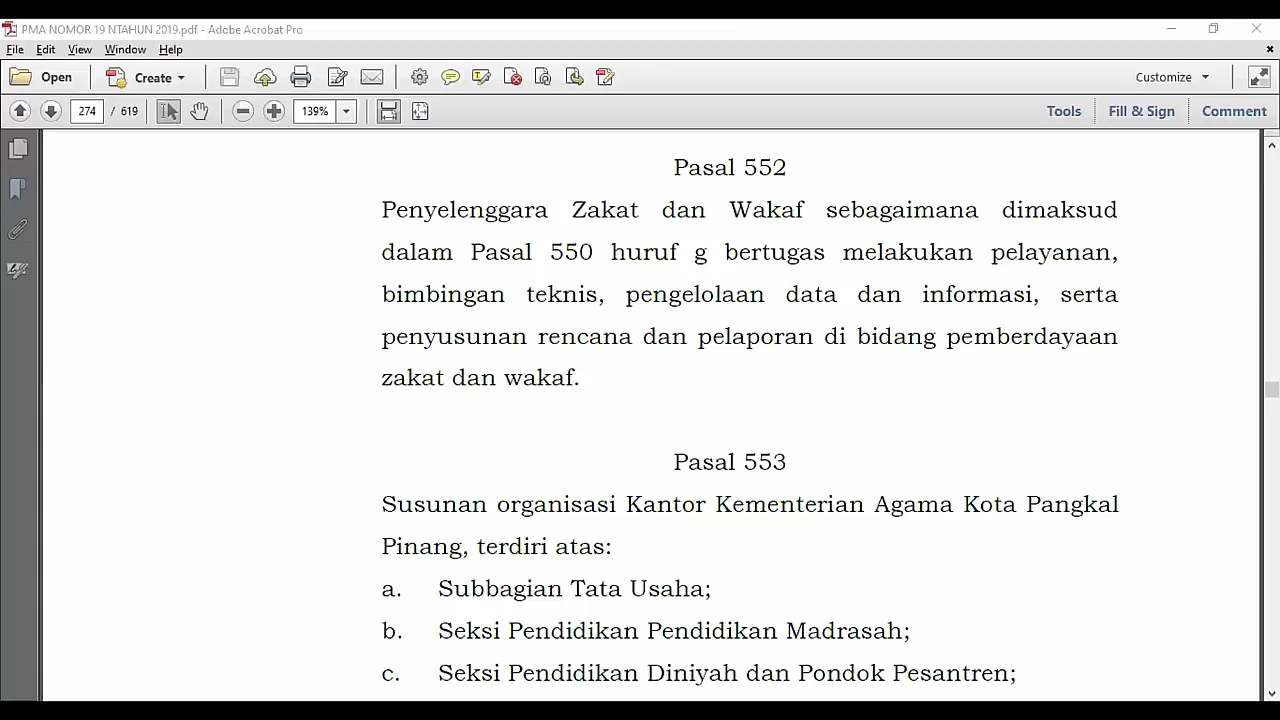 PMA NOMOR 19 NTAHUN 2019.pdf - Adobe Acrobat Pro
File Edit View Window Help
Open Create Customize
274 / 619 139% Tools Fill & Sign Comment
Pasal 552
Penyelenggara Zakat dan Wakaf sebagaimana dimaksud
dalam Pasal 550 huruf g bertugas melakukan pelayanan,
bimbingan teknis, pengelolaan data dan informasi, serta
penyusunan rencana dan pelaporan di bidang pemberdayaan
zakat dan wakaf.
Pasal 553
Susunan organisasi Kantor Kementerian Agama Kota Pangkal
Pinang, terdiri atas:
a. Subbagian Tata Usaha;
b. Seksi Pendidikan Pendidikan Madrasah;
c. Seksi Pendidikan Diniyah dan Pondok Pesantren;